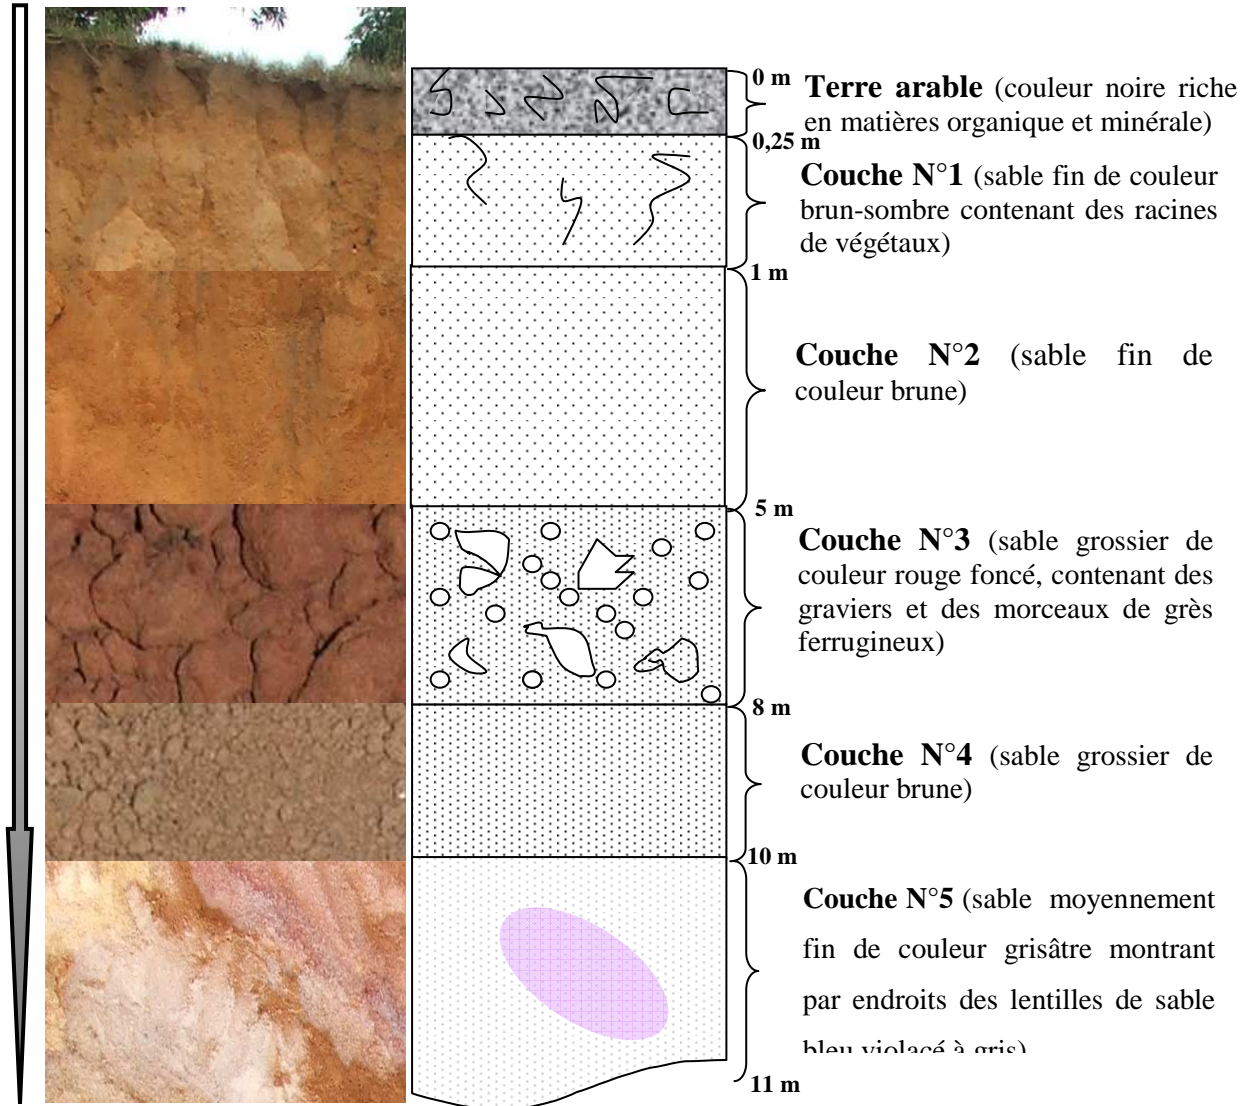 0 m
Terre arable (couleur noire riche
en matières organique et minérale)
0,25 m
Couche N°1 (sable fin de couleur
brun-sombre contenant des racines
de végétaux)
1 m
Couche N°2 (sable fin de
couleur brune)
5 m
Couche N°3 (sable grossier de
couleur rouge foncé, contenant des
graviers et des morceaux de grès
ferrugineux)
8 m
Couche N°4 (sable grossier de
couleur brune)
10 m
Couche N°5 (sable moyennement
fin de couleur grisâtre montrant
par endroits des lentilles de sable
bleu violacé à gris)
11 m